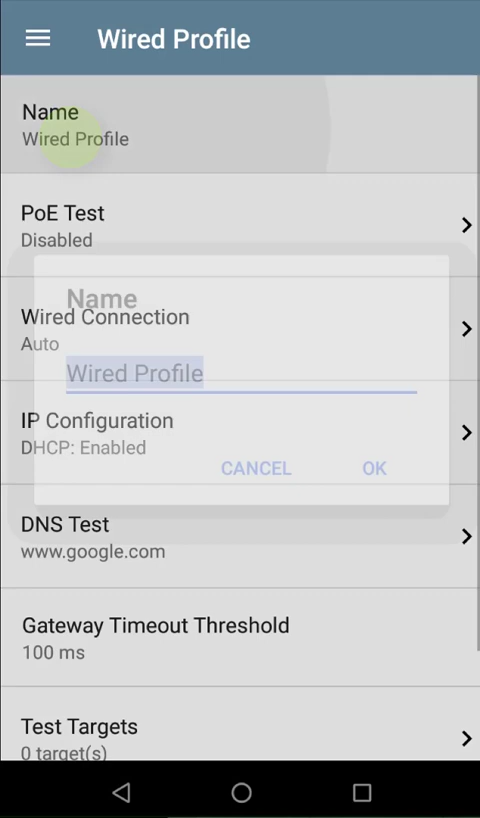 Wired Profile
Name
Wired Profile
PoE Test
Disabled
Name
Wired Connection
Auto
Wired Profile
IP Configuration
DHCP: Enabled
CANCEL OK
DNS Test
www.google.com
Gateway Timeout Threshold
100 ms
Test Targets
0 target(s)